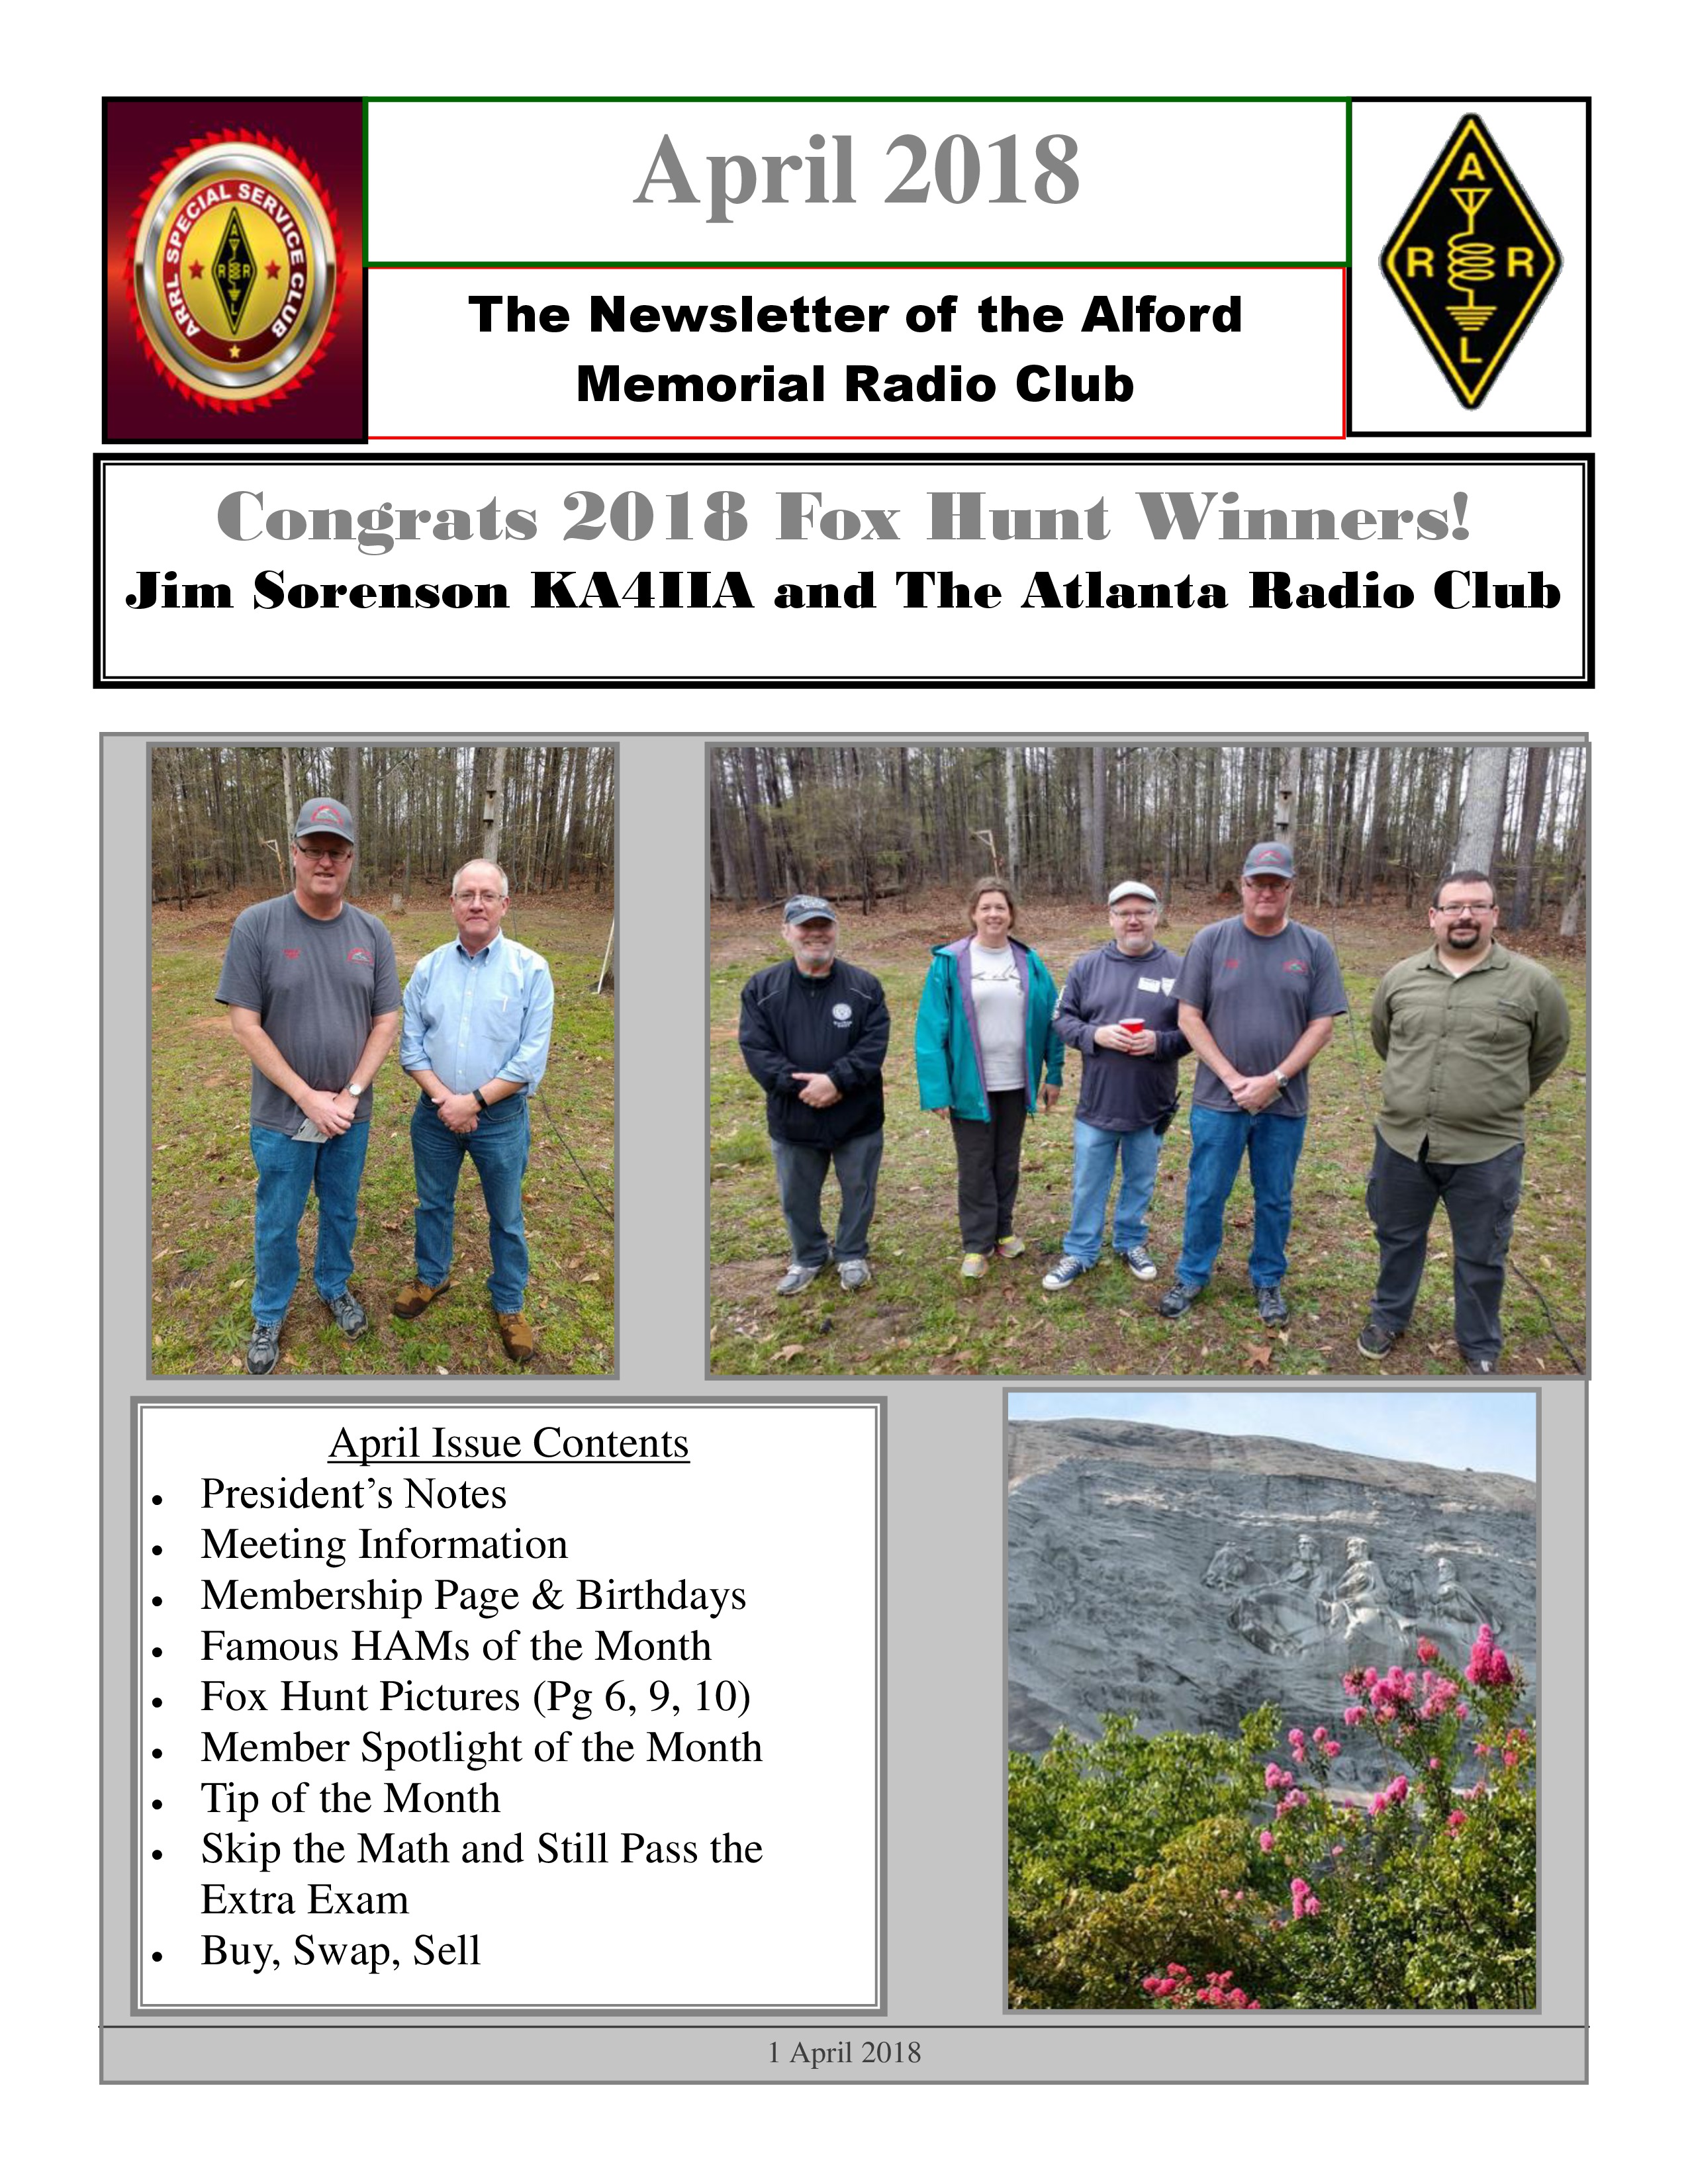 ARRL SPECIAL SERVICE CLUB
A
R R
L
April 2018
The Newsletter of the Alford
Memorial Radio Club
A
R R
L
Congrats 2018 Fox Hunt Winners!
Jim Sorenson KA4IIA and The Atlanta Radio Club
April Issue Contents
• President’s Notes
• Meeting Information
• Membership Page & Birthdays
• Famous HAMs of the Month
• Fox Hunt Pictures (Pg 6, 9, 10)
• Member Spotlight of the Month
• Tip of the Month
• Skip the Math and Still Pass the
Extra Exam
• Buy, Swap, Sell
1 April 2018